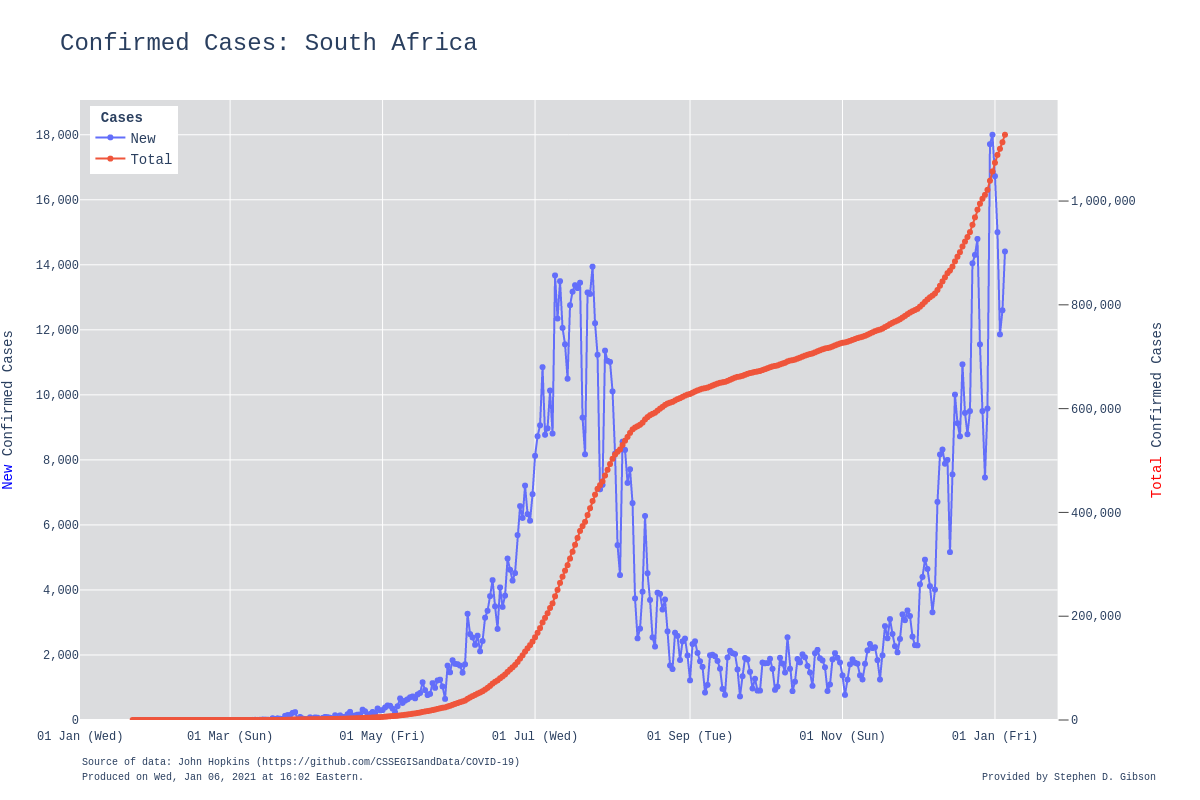 Confirmed Cases: South Africa
Cases
New
Total
18,000
16,000
14,000
12,000
10,000
8,000
6,000
4,000
2,000
0
New Confirmed Cases
1,000,000
800,000
600,000
400,000
200,000
0
Total Confirmed Cases
01 Jan (Wed)
01 Mar (Sun)
01 May (Fri)
01 Jul (Wed)
01 Sep (Tue)
01 Nov (Sun)
01 Jan (Fri)
Source of data: John Hopkins (https://github.com/CSSEGISandData/COVID-19)
Produced on Wed, Jan 06, 2021 at 16:02 Eastern.
Provided by Stephen D. Gibson